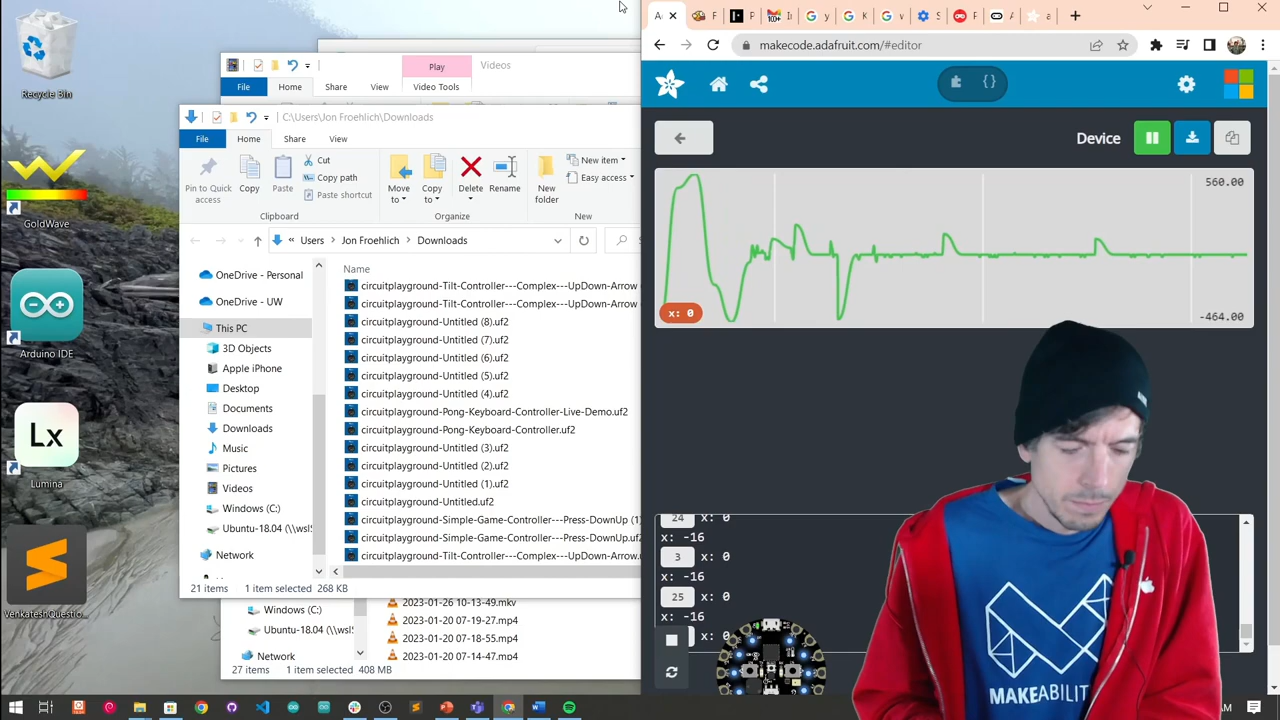 Recycle Bin
GoldWave
Arduino IDE
Lx
Lumina
VenkateshQuestio...
Play
Videos
File
Home
Share
View
Video Tools
C:\Users\Jon Froehlich\Downloads
File
Home
Share
View
Pin to Quick access
Copy
Paste
Cut
Copy path
Paste shortcut
Clipboard
Move to
Copy to
Delete
Rename
Organize
New folder
New item
Easy access
New
« Users > Jon Froehlich > Downloads
OneDrive - Personal
OneDrive - UW
This PC
3D Objects
Apple iPhone
Desktop
Documents
Downloads
Music
Pictures
Videos
Windows (C:)
Ubuntu-18.04 (\\wsl$
Network
Name
circuitplayground-Tilt-Controller---Complex---UpDown-Arrow
circuitplayground-Tilt-Controller---Complex---UpDown-Arrow
circuitplayground-Untitled (8).uf2
circuitplayground-Untitled (7).uf2
circuitplayground-Untitled (6).uf2
circuitplayground-Untitled (5).uf2
circuitplayground-Untitled (4).uf2
circuitplayground-Pong-Keyboard-Controller-Live-Demo.uf2
circuitplayground-Pong-Keyboard-Controller.uf2
circuitplayground-Untitled (3).uf2
circuitplayground-Untitled (2).uf2
circuitplayground-Untitled (1).uf2
circuitplayground-Untitled.uf2
circuitplayground-Simple-Game-Controller---Press-DownUp (1)
circuitplayground-Simple-Game-Controller---Press-DownUp.uf2
circuitplayground-Tilt-Controller---Complex---UpDown-Arrow.
21 items
1 item selected 268 KB
Windows (C:)
Ubuntu-18.04 (\\wsl$
Network
2023-01-26 10-13-49.mkv
2023-01-20 07-19-27.mp4
2023-01-20 07-18-55.mp4
2023-01-20 07-14-47.mp4
27 items
1 item selected 408 MB
makecode.adafruit.com/#editor
{}
Device
560.00
-464.00
x: 0
24 x: 0
x: -16
3 x: 0
x: -16
25 x: 0
x: -16
x: 0
MAKEABILIT